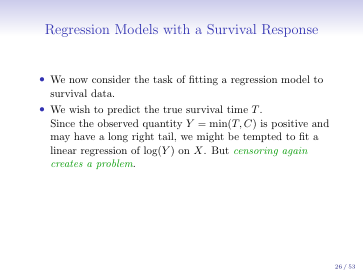 Regression Models with a Survival Response
• We now consider the task of fitting a regression model to
survival data.
• We wish to predict the true survival time T.
Since the observed quantity Y = min(T, C) is positive and
may have a long right tail, we might be tempted to fit a
linear regression of log(Y) on X. But censoring again
creates a problem.
26 / 53